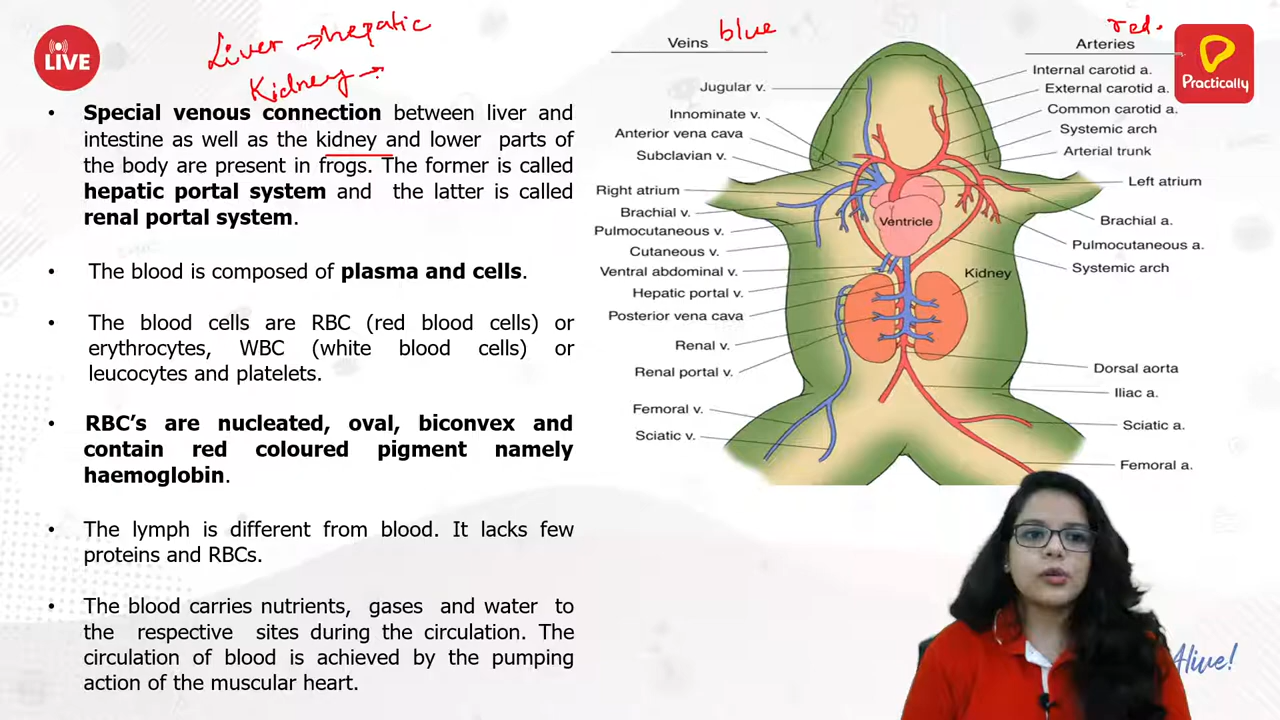 Liver → hepatic
Kidney →
LIVE
• Special venous connection between liver and
intestine as well as the kidney and lower parts of
the body are present in frogs. The former is called
hepatic portal system and the latter is called
renal portal system.
• The blood is composed of plasma and cells.
• The blood cells are RBC (red blood cells) or
erythrocytes, WBC (white blood cells) or
leucocytes and platelets.
• RBC’s are nucleated, oval, biconvex and
contain red coloured pigment namely
haemoglobin.
• The lymph is different from blood. It lacks few
proteins and RBCs.
• The blood carries nutrients, gases and water to
the respective sites during the circulation. The
circulation of blood is achieved by the pumping
action of the muscular heart.
Veins blue
Jugular v.
Innominate v.
Anterior vena cava
Subclavian v.
Right atrium
Brachial v.
Pulmocutaneous v.
Cutaneous v.
Ventral abdominal v.
Hepatic portal v.
Posterior vena cava
Renal v.
Renal portal v.
Femoral v.
Sciatic v.
Ventricle
Kidney
red.
Arteries
Internal carotid a.
External carotid a.
Common carotid a.
Systemic arch
Arterial trunk
Left atrium
Brachial a.
Pulmocutaneous a.
Systemic arch
Dorsal aorta
Iliac a.
Sciatic a.
Femoral a.
Practically
Alive!